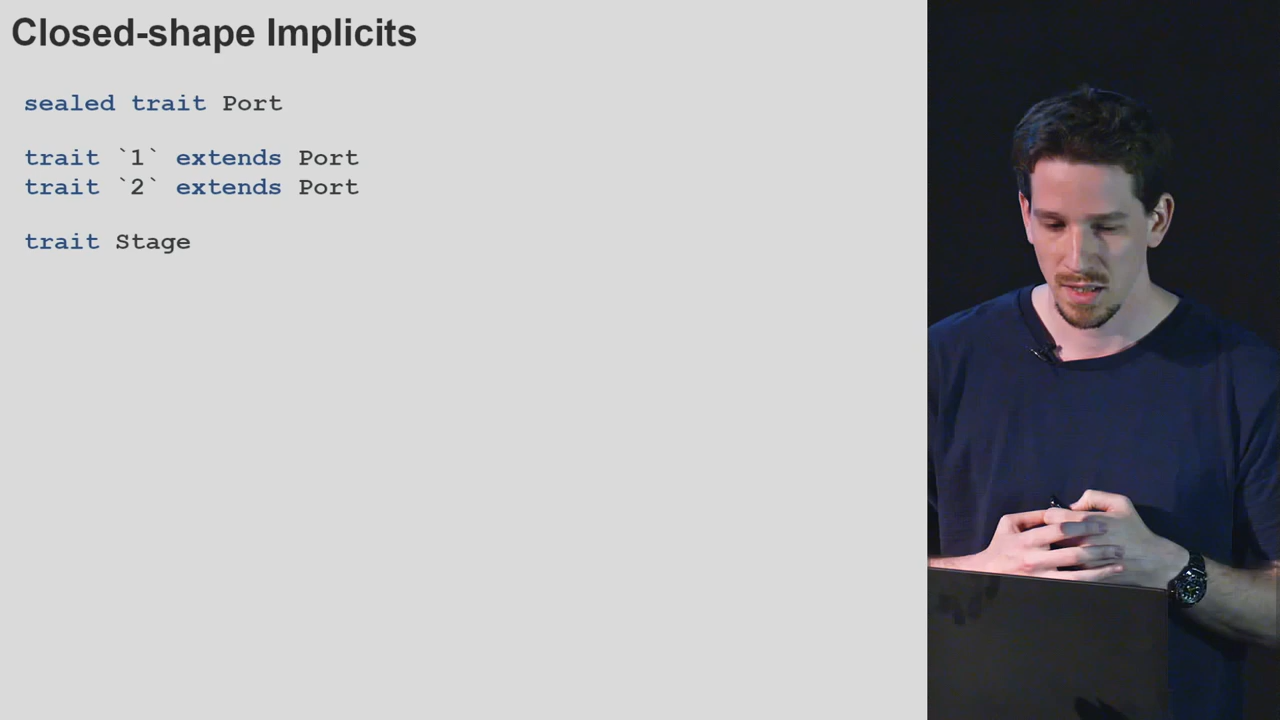 Closed-shape Implicits
sealed trait Port
trait `1` extends Port
trait `2` extends Port
trait Stage